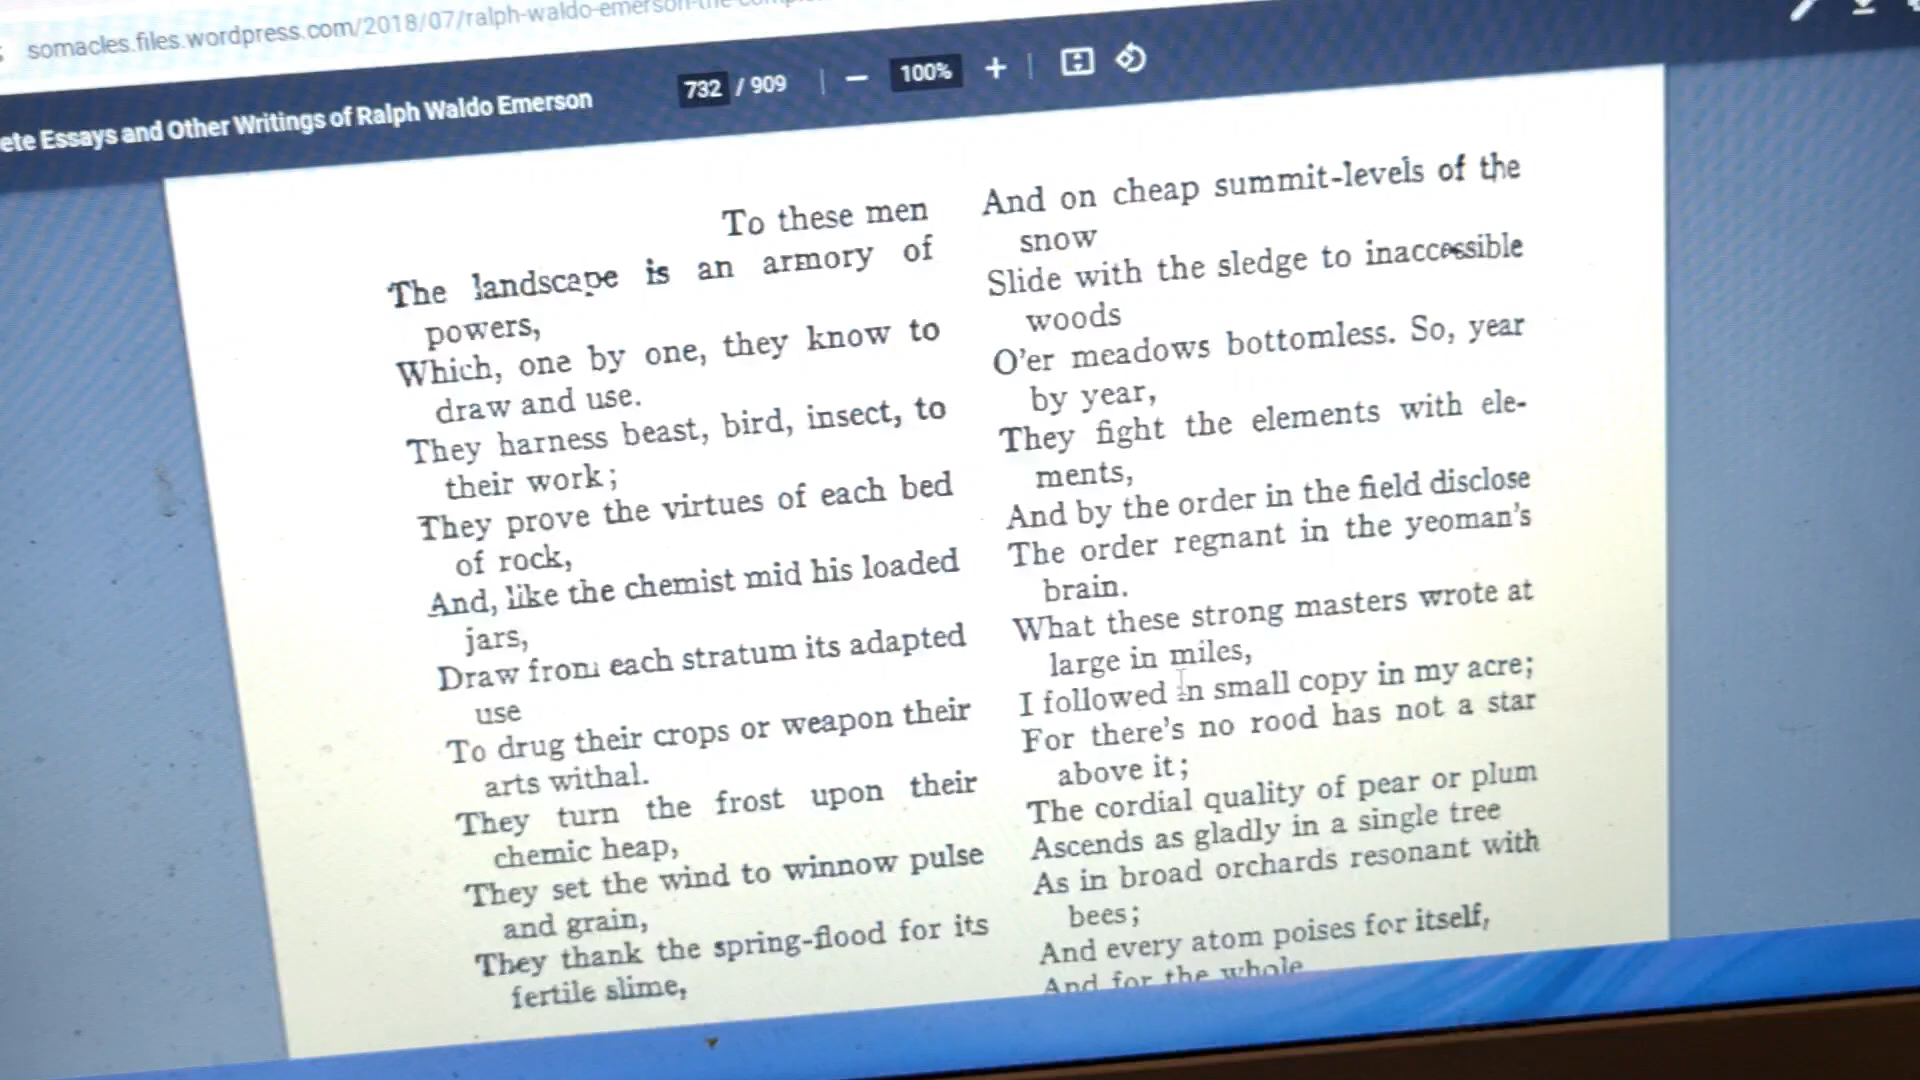 somacles.files.wordpress.com/2018/07/ralph-waldo-emerson-the-comple
ete Essays and Other Writings of Ralph Waldo Emerson
732 / 909
100%
To these men
The landscape is an armory of
powers,
Which, one by one, they know to
draw and use.
They harness beast, bird, insect, to
their work;
They prove the virtues of each bed
of rock,
And, like the chemist mid his loaded
jars,
Draw from each stratum its adapted
use
To drug their crops or weapon their
arts withal.
They turn the frost upon their
chemic heap,
They set the wind to winnow pulse
and grain,
They thank the spring-flood for its
fertile slime,
And on cheap summit-levels of the
snow
Slide with the sledge to inaccessible
woods
O'er meadows bottomless. So, year
by year,
They fight the elements with ele-
ments,
And by the order in the field disclose
The order regnant in the yeoman's
brain.
What these strong masters wrote at
large in miles,
I followed in small copy in my acre;
For there's no rood has not a star
above it;
The cordial quality of pear or plum
Ascends as gladly in a single tree
As in broad orchards resonant with
bees;
And every atom poises for itself,
And for the whole